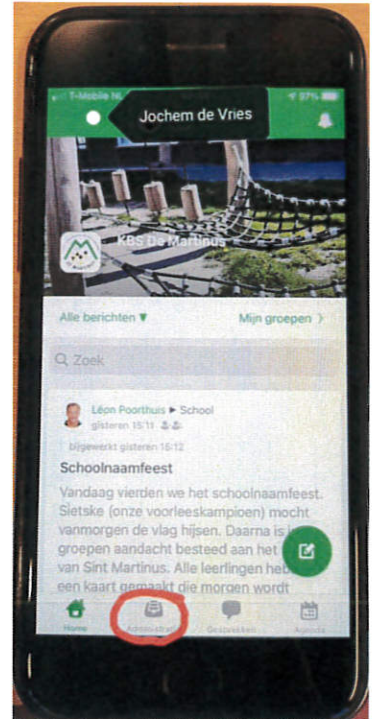 T-Mobile NL
97%
Jochem de Vries
KBS De Martinus
Alle berichten ▼
Mijn groepen >
Zoek
Léon Poorthuis ► School
gisteren 15:11
bijgewerkt gisteren 15:12
Schoolnaamfeest
Vandaag vierden we het schoolnaamfeest.
Sietske (onze voorleeskampioen) mocht
vanmorgen de vlag hijsen. Daarna is
groepen aandacht besteed aan het
van Sint Martinus. Alle leerlingen heb
een kaart gemaakt die morgen wordt
Home
Gesprekken
Agenda